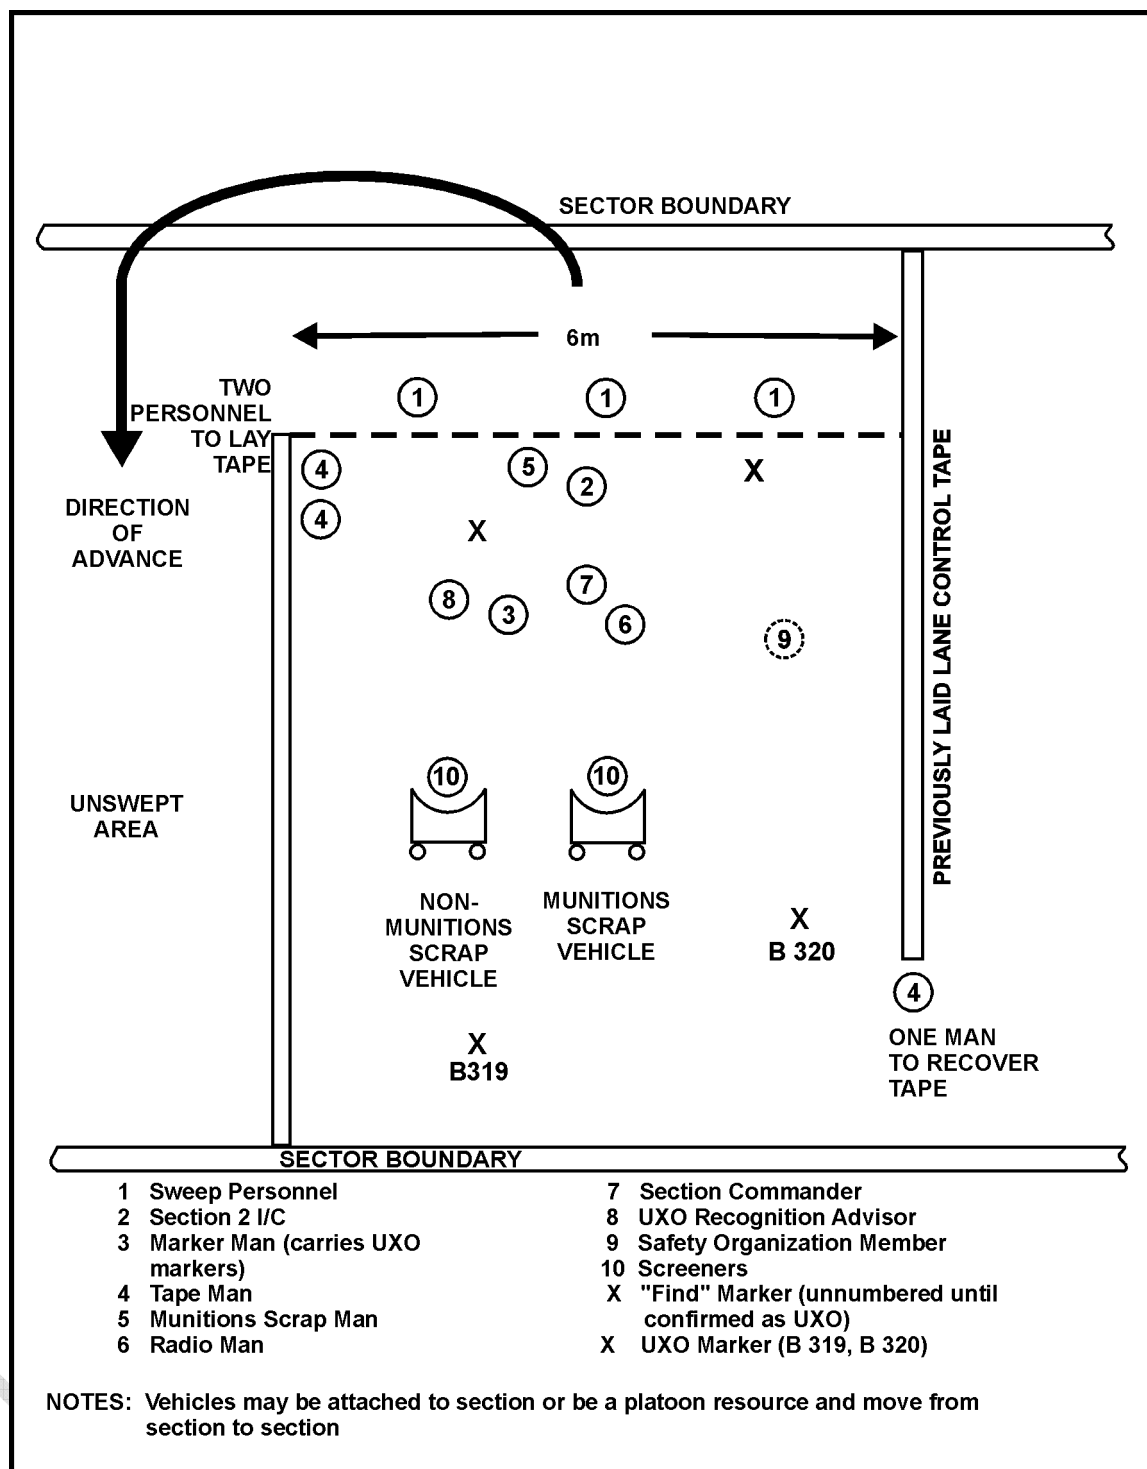 SECTOR BOUNDARY
6m
TWO
PERSONNEL
TO LAY
TAPE
1
1
1
4
5
2
X
4
X
DIRECTION
OF
ADVANCE
8
3
7
6
9
PREVIOUSLY LAID LANE CONTROL TAPE
10
10
UNSWEPT
AREA
NON-
MUNITIONS
SCRAP
VEHICLE
MUNITIONS
SCRAP
VEHICLE
X
B 320
4
ONE MAN
TO RECOVER
TAPE
X
B319
SECTOR BOUNDARY
1 Sweep Personnel
2 Section 2 I/C
3 Marker Man (carries UXO
markers)
4 Tape Man
5 Munitions Scrap Man
6 Radio Man
7 Section Commander
8 UXO Recognition Advisor
9 Safety Organization Member
10 Screeners
X "Find" Marker (unnumbered until
confirmed as UXO)
X UXO Marker (B 319, B 320)
NOTES: Vehicles may be attached to section or be a platoon resource and move from
section to section